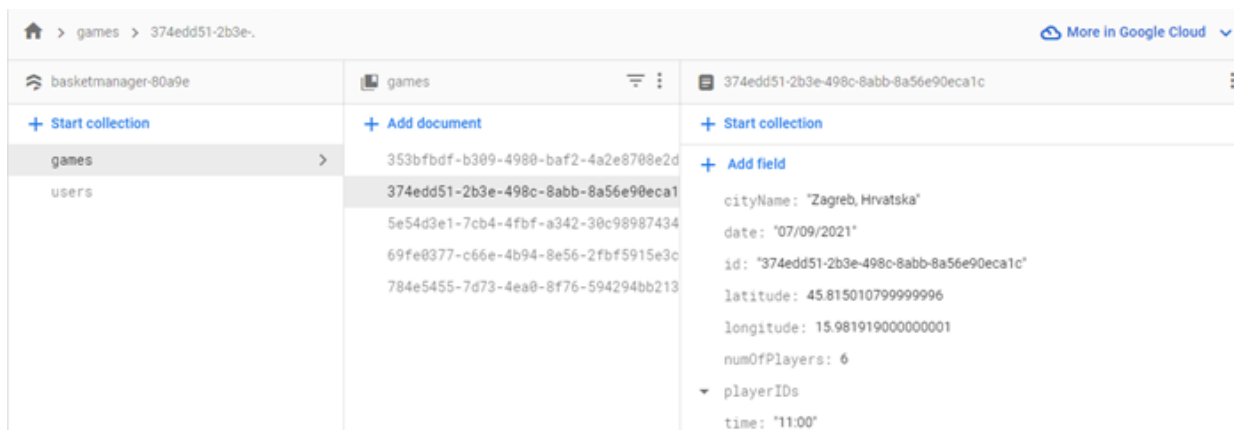 games > 374edd51-2b3e-.
More in Google Cloud
basketmanager-80a9e
games
374edd51-2b3e-498c-8abb-8a56e90eca1c
+ Start collection
+ Add document
+ Start collection
games
users
353bfbdf-b309-4980-baf2-4a2e8708e2d
374edd51-2b3e-498c-8abb-8a56e90eca1
5e54d3e1-7cb4-4fbf-a342-30c98987434
69fe0377-c66e-4b94-8e56-2fbf5915e3c
784e5455-7d73-4ea0-8f76-594294bb213
+ Add field
cityName: "Zagreb, Hrvatska"
date: "07/09/2021"
id: "374edd51-2b3e-498c-8abb-8a56e90eca1c"
latitude: 45.815010799999996
longitude: 15.981919000000001
numOfPlayers: 6
playerIDs
time: "11:00"